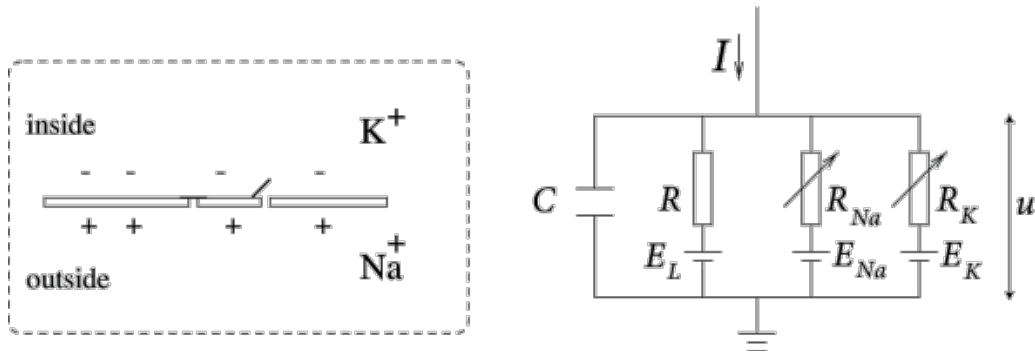 inside
K+
- - - -
+ + + +
Na+
outside
I
C
R
R_Na
R_K
u
E_L
E_Na
E_K